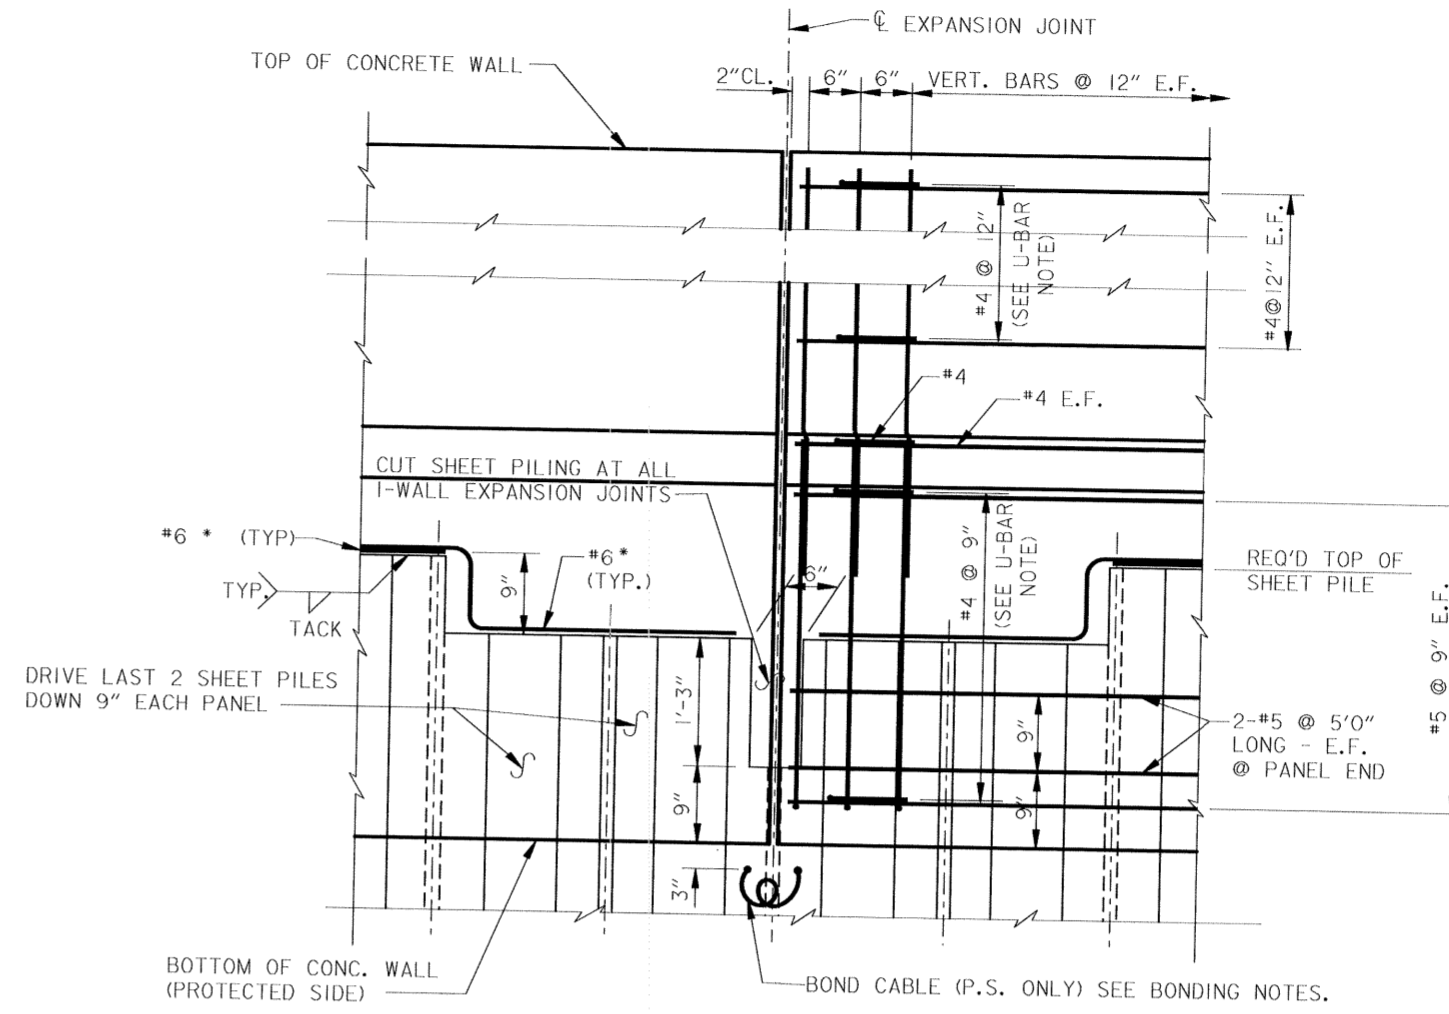 ℄ EXPANSION JOINT
TOP OF CONCRETE WALL
2"CL.
6"
6"
VERT. BARS @ 12" E.F.
#4 @ 12"
(SEE U-BAR
NOTE)
#4@12" E.F.
#4
#4 E.F.
CUT SHEET PILING AT ALL
I-WALL EXPANSION JOINTS
#6 * (TYP)
#6*
(TYP.)
9"
6"
#4 @ 9"
(SEE U-BAR
NOTE)
REQ'D TOP OF
SHEET PILE
TYP.
TACK
#5 @ 9" E.F.
DRIVE LAST 2 SHEET PILES
DOWN 9" EACH PANEL
1'-3"
9"
2-#5 @ 5'0"
LONG - E.F.
@ PANEL END
9"
9"
3"
BOTTOM OF CONC. WALL
(PROTECTED SIDE)
BOND CABLE (P.S. ONLY) SEE BONDING NOTES.